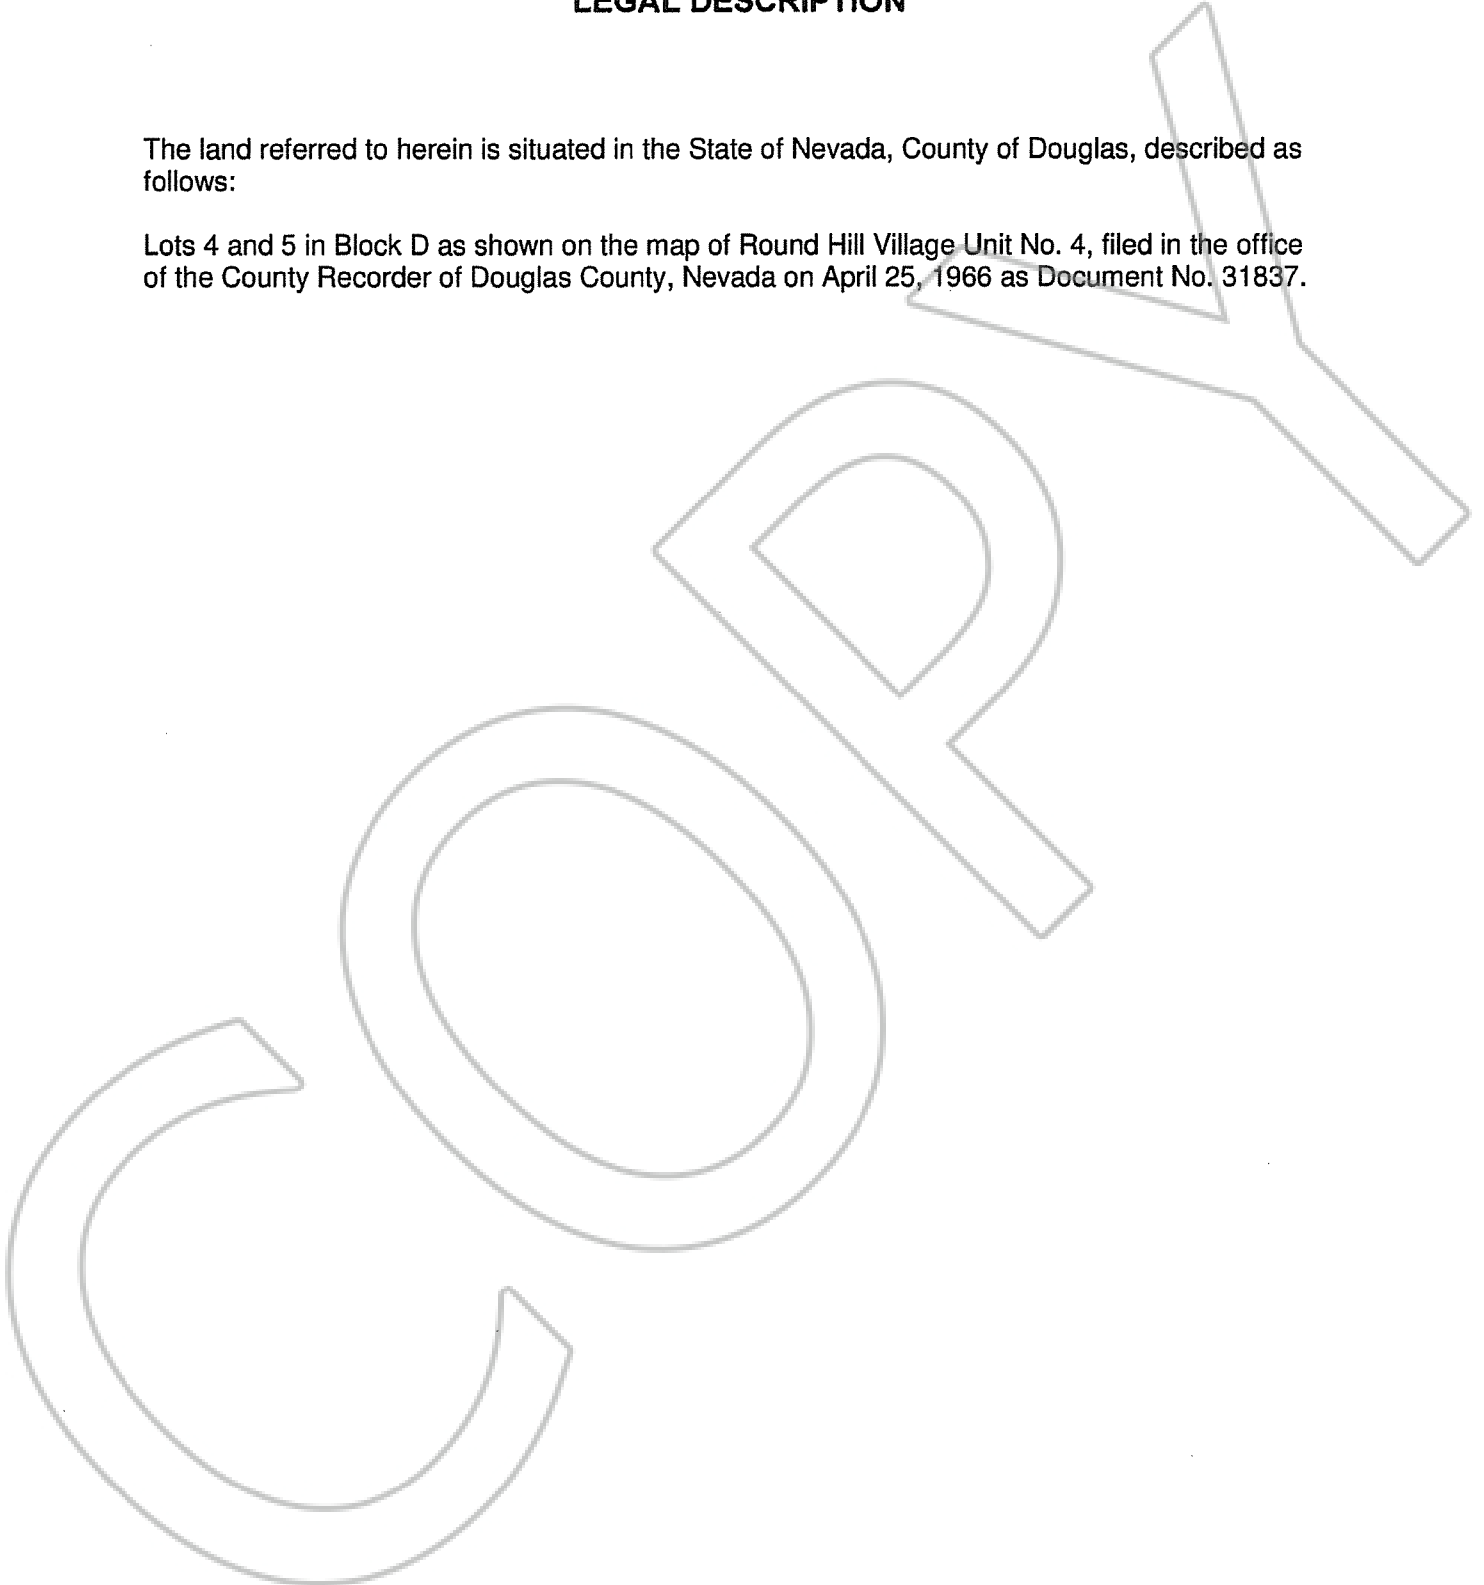 LEGAL DESCRIPTION
The land referred to herein is situated in the State of Nevada, County of Douglas, described as
follows:
Lots 4 and 5 in Block D as shown on the map of Round Hill Village Unit No. 4, filed in the office
of the County Recorder of Douglas County, Nevada on April 25, 1966 as Document No. 31837.
COPY